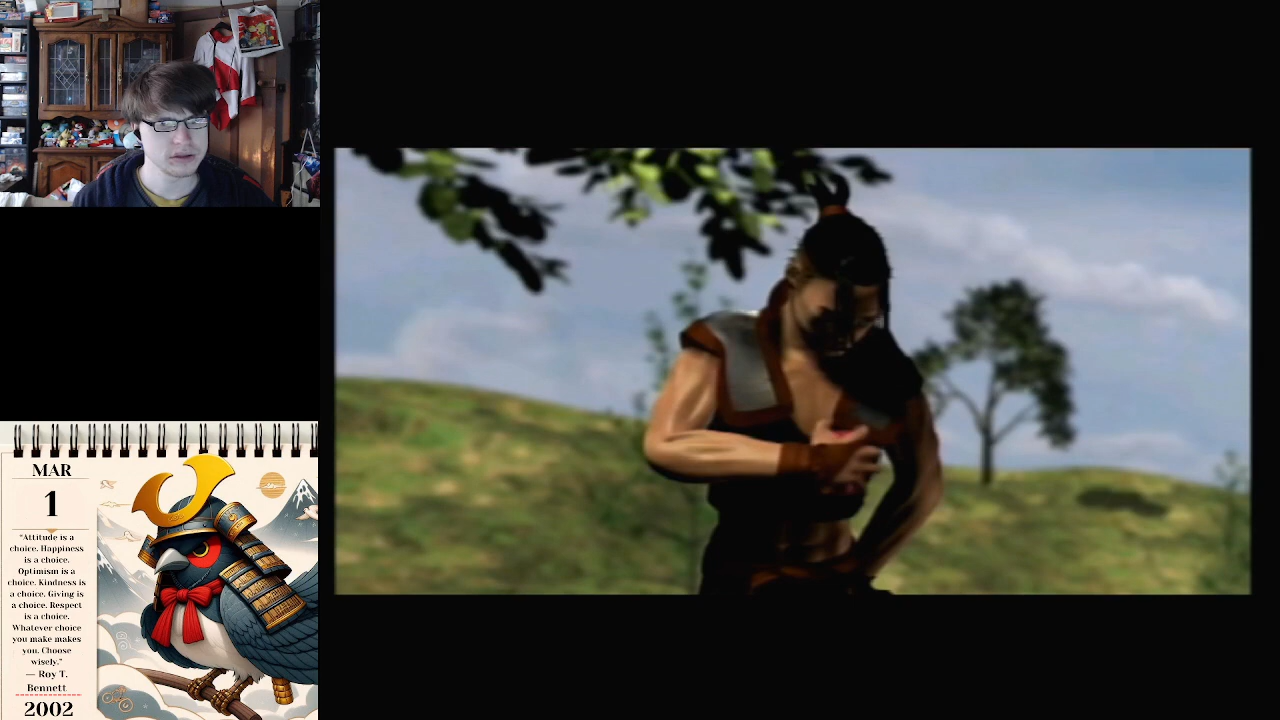 MAR
1
"Attitude is a
choice. Happiness
is a choice.
Optimism is a
choice. Kindness is
a choice. Giving is
a choice. Respect
is a choice.
Whatever choice
you make makes
you. Choose
wisely."
— Roy T.
Bennett
2002